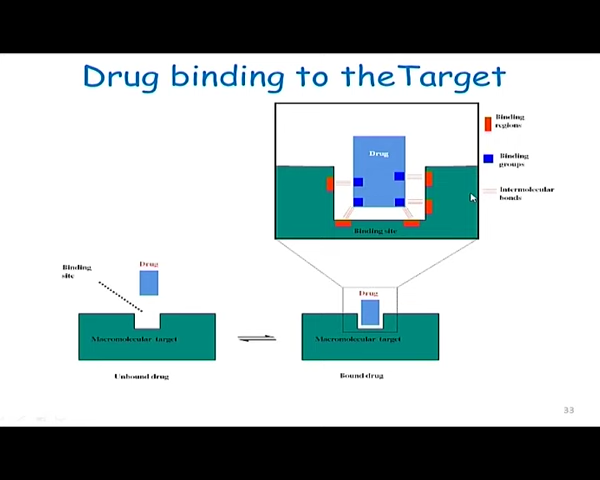 Drug binding to the Target
Binding
regions
Drug
Binding
groups
Intermolecular
bonds
Binding site
Binding
site
Drug
Drug
Macromolecular target
Macromolecular target
Unbound drug
Bound drug
33